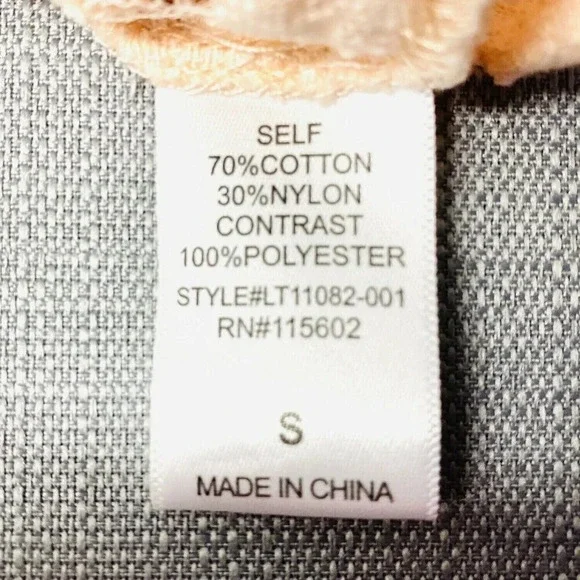 SELF
70%COTTON
30%NYLON
CONTRAST
100%POLYESTER
STYLE#LT11082-001
RN#115602
S
MADE IN CHINA